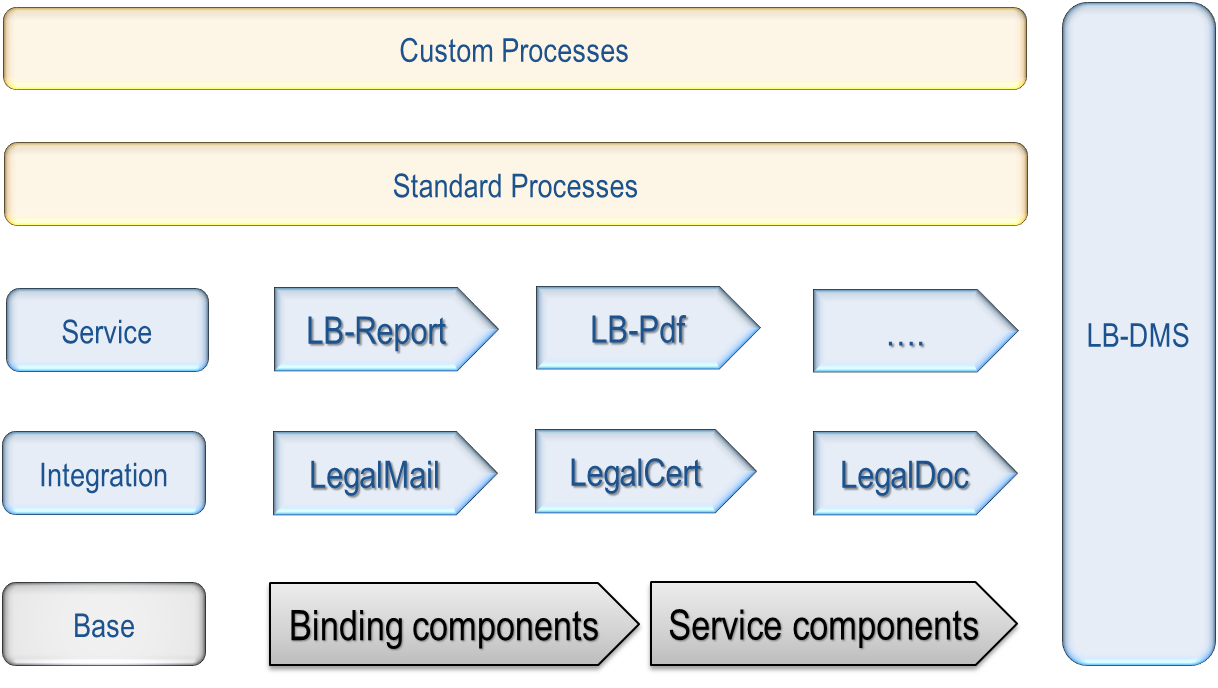 Custom Processes
Standard Processes
Service
LB-Report
LB-Pdf
....
LB-DMS
Integration
LegalMail
LegalCert
LegalDoc
Base
Binding components
Service components